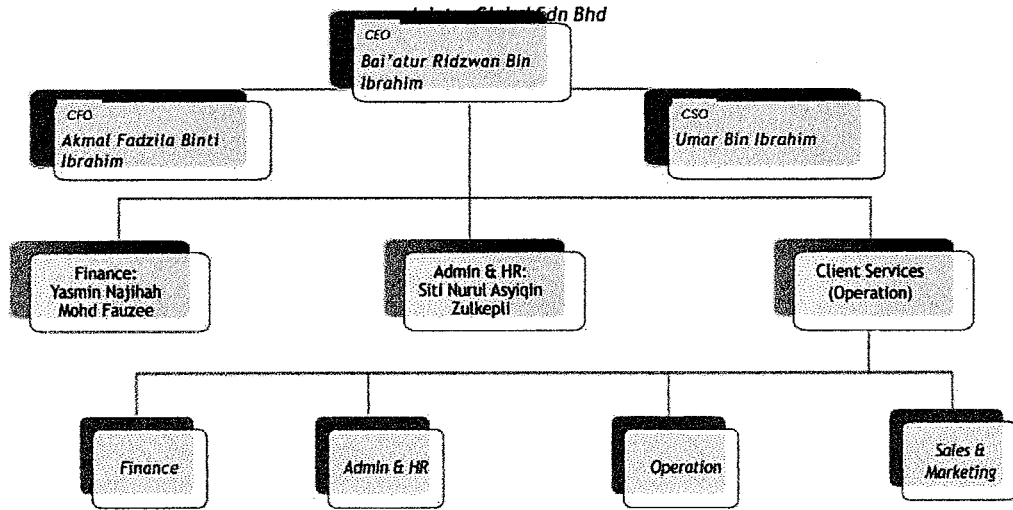 Sdn Bhd
CEO
Bai'atur Ridzwan Bin
Ibrahim
CFO
Akmal Fadzila Binti
Ibrahim
CSO
Umar Bin Ibrahim
Finance:
Yasmin Najihah
Mohd Fauzee
Admin & HR:
Siti Nurul Asyiqin
Zulkepli
Client Services
(Operation)
Finance
Admin & HR
Operation
Sales &
Marketing